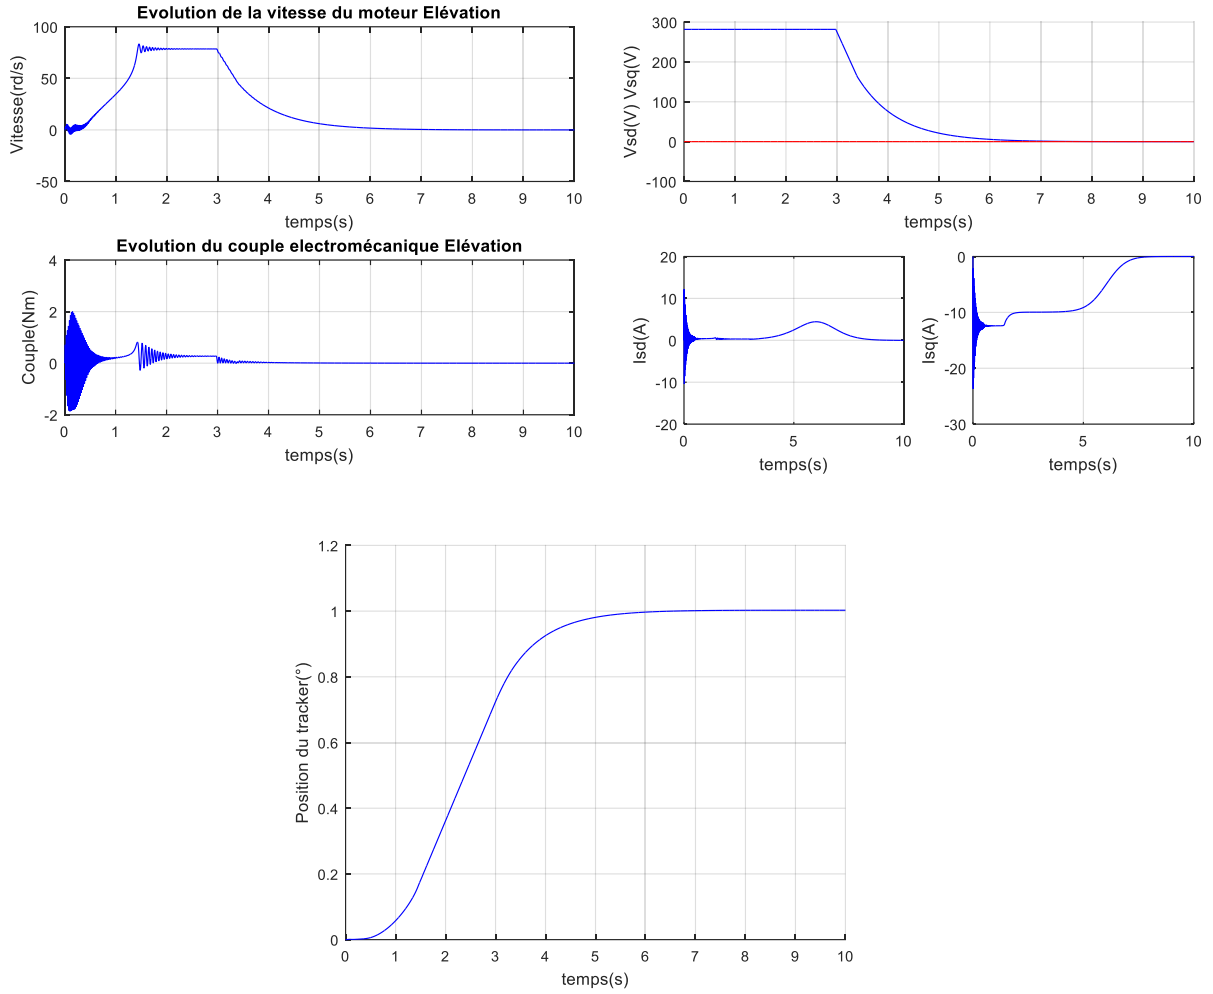 Evolution de la vitesse du moteur Elévation
100
50
0
-50
Vitesse(rd/s)
0 1 2 3 4 5 6 7 8 9 10
temps(s)
300
200
100
0
-100
Vsd(V) Vsq(V)
0 1 2 3 4 5 6 7 8 9 10
temps(s)
Evolution du couple electromécanique Elévation
4
2
0
-2
Couple(Nm)
0 1 2 3 4 5 6 7 8 9 10
temps(s)
20
10
0
-10
-20
Isd(A)
0 5 10
temps(s)
0
-10
-20
-30
Isq(A)
0 5 10
temps(s)
1.2
1
0.8
0.6
0.4
0.2
0
Position du tracker(°)
0 1 2 3 4 5 6 7 8 9 10
temps(s)